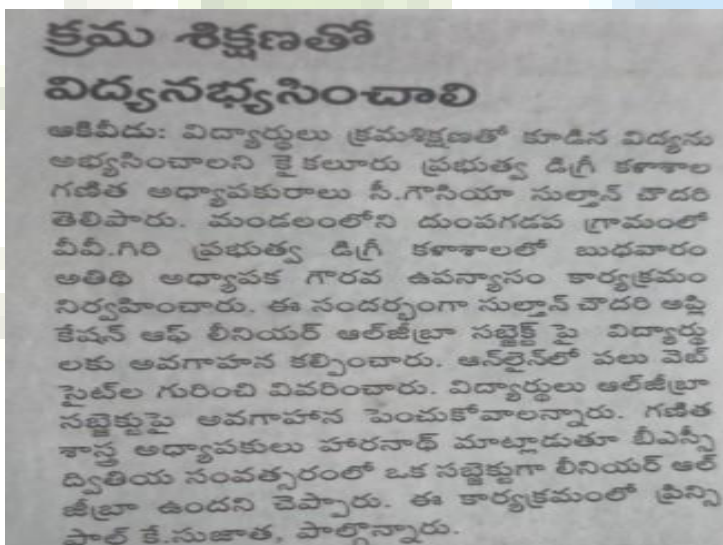 క్రమ శిక్షణతో
విద్యనభ్యసించాలి
ఆకివీడు: విద్యార్థులు క్రమశిక్షణతో కూడిన విద్యను
అభ్యసించాలని కైకలూరు ప్రభుత్వ డిగ్రీ కళాశాల
గణిత అధ్యాపకురాలు సీ.గౌసియా సుల్తాన్ చౌదరి
తెలిపారు. మండలంలోని దుంపగడప గ్రామంలో
వీవీ.గిరి ప్రభుత్వ డిగ్రీ కళాశాలలో బుధవారం
అతిథి అధ్యాపక గౌరవ ఉపన్యాసం కార్యక్రమం
నిర్వహించారు. ఈ సందర్భంగా సుల్తాన్ చౌదరి అప్లి
కేషన్ ఆఫ్ లీనియర్ ఆల్‌జీబ్రా సబ్జెక్ట్ పై విద్యార్థు
లకు అవగాహన కల్పించారు. ఆన్‌లైన్‌లో పలు వెబ్
సైట్‌ల గురించి వివరించారు. విద్యార్థులు ఆల్‌జీబ్రా
సబ్జెక్టుపై అవగాహాన పెంచుకోవాలన్నారు. గణిత
శాస్త్ర అధ్యాపకులు హరనాథ్ మాట్లాడుతూ బీఎస్సీ
ద్వితియ సంవత్సరంలో ఒక సబ్జెక్టుగా లీనియర్ ఆల్
జీబ్రా ఉందని చెప్పారు. ఈ కార్యక్రమంలో ప్రిన్సి
పాల్ కే.సుజాత, పాల్గొన్నారు.